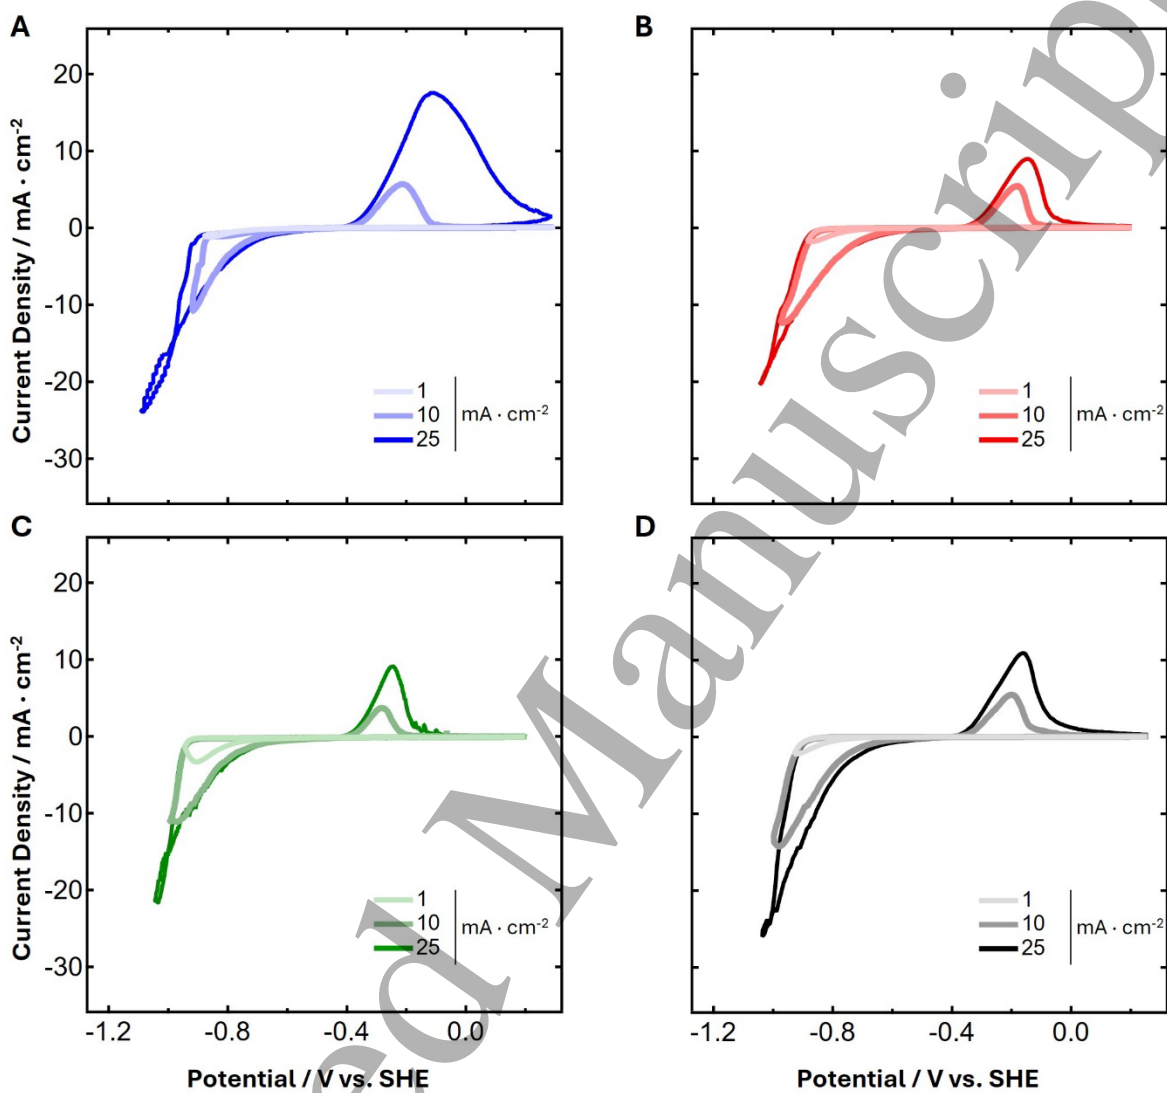 A
B
20
10
0
-10
-20
-30
1
10
25
mA · cm-2
1
10
25
mA · cm-2
Current Density / mA · cm-2
C
D
20
10
0
-10
-20
-30
1
10
25
mA · cm-2
1
10
25
mA · cm-2
Current Density / mA · cm-2
-1.2
-0.8
-0.4
0.0
-1.2
-0.8
-0.4
0.0
Potential / V vs. SHE
Potential / V vs. SHE
ed Manuscrip